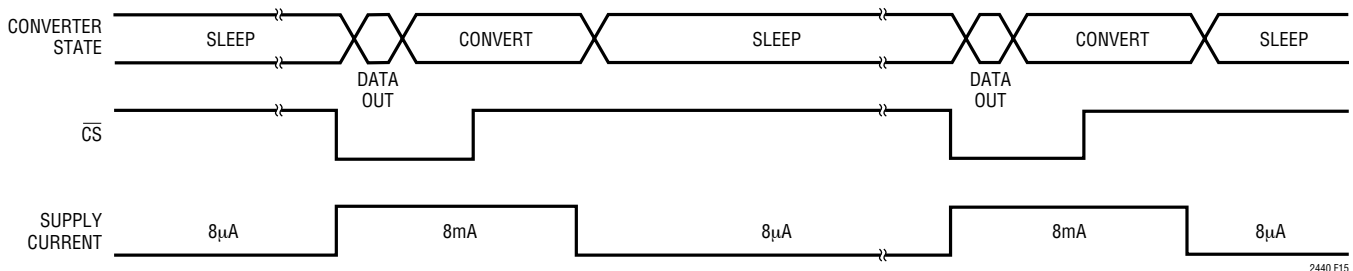 CONVERTER
STATE
SLEEP
CONVERT
SLEEP
CONVERT
SLEEP
DATA
OUT
DATA
OUT
CS
SUPPLY
CURRENT
8µA
8mA
8µA
8mA
8µA
2440 F15